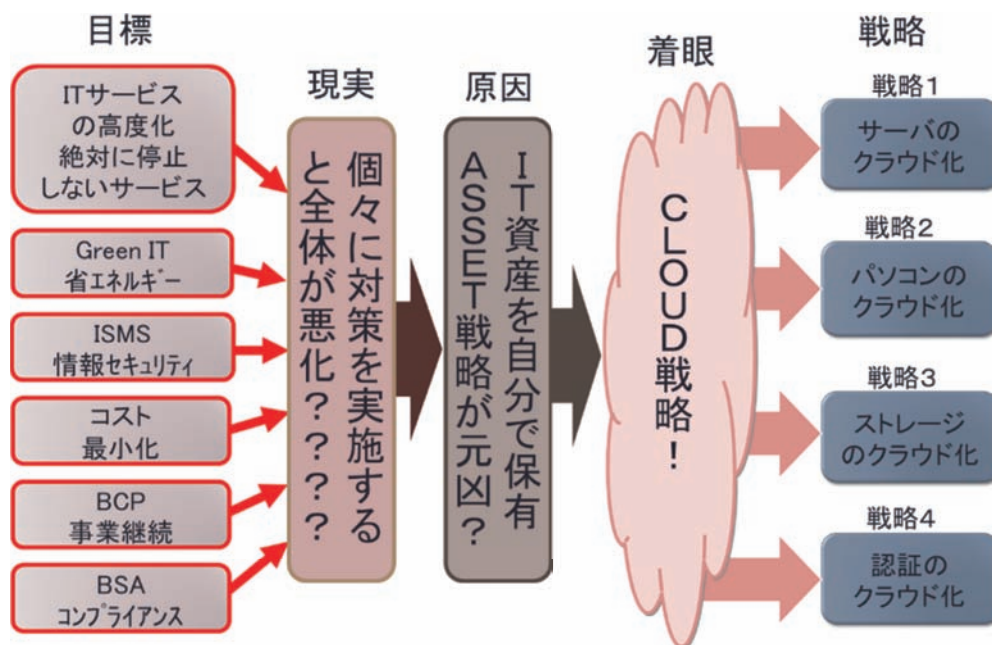 目標
ITサービス
の高度化
絶対に停止
しないサービス
Green IT
省エネルギー
ISMS
情報セキュリティ
コスト
最小化
BCP
事業継続
BSA
コンプライアンス
現実
個々に対策を実施する
と全体が悪化????
原因
IT資産を自分で保有
ASSET戦略が元凶?
着眼
CLOUD戦略!
戦略
戦略1
サーバの
クラウド化
戦略2
パソコンの
クラウド化
戦略3
ストレージ
のクラウド化
戦略4
認証の
クラウド化